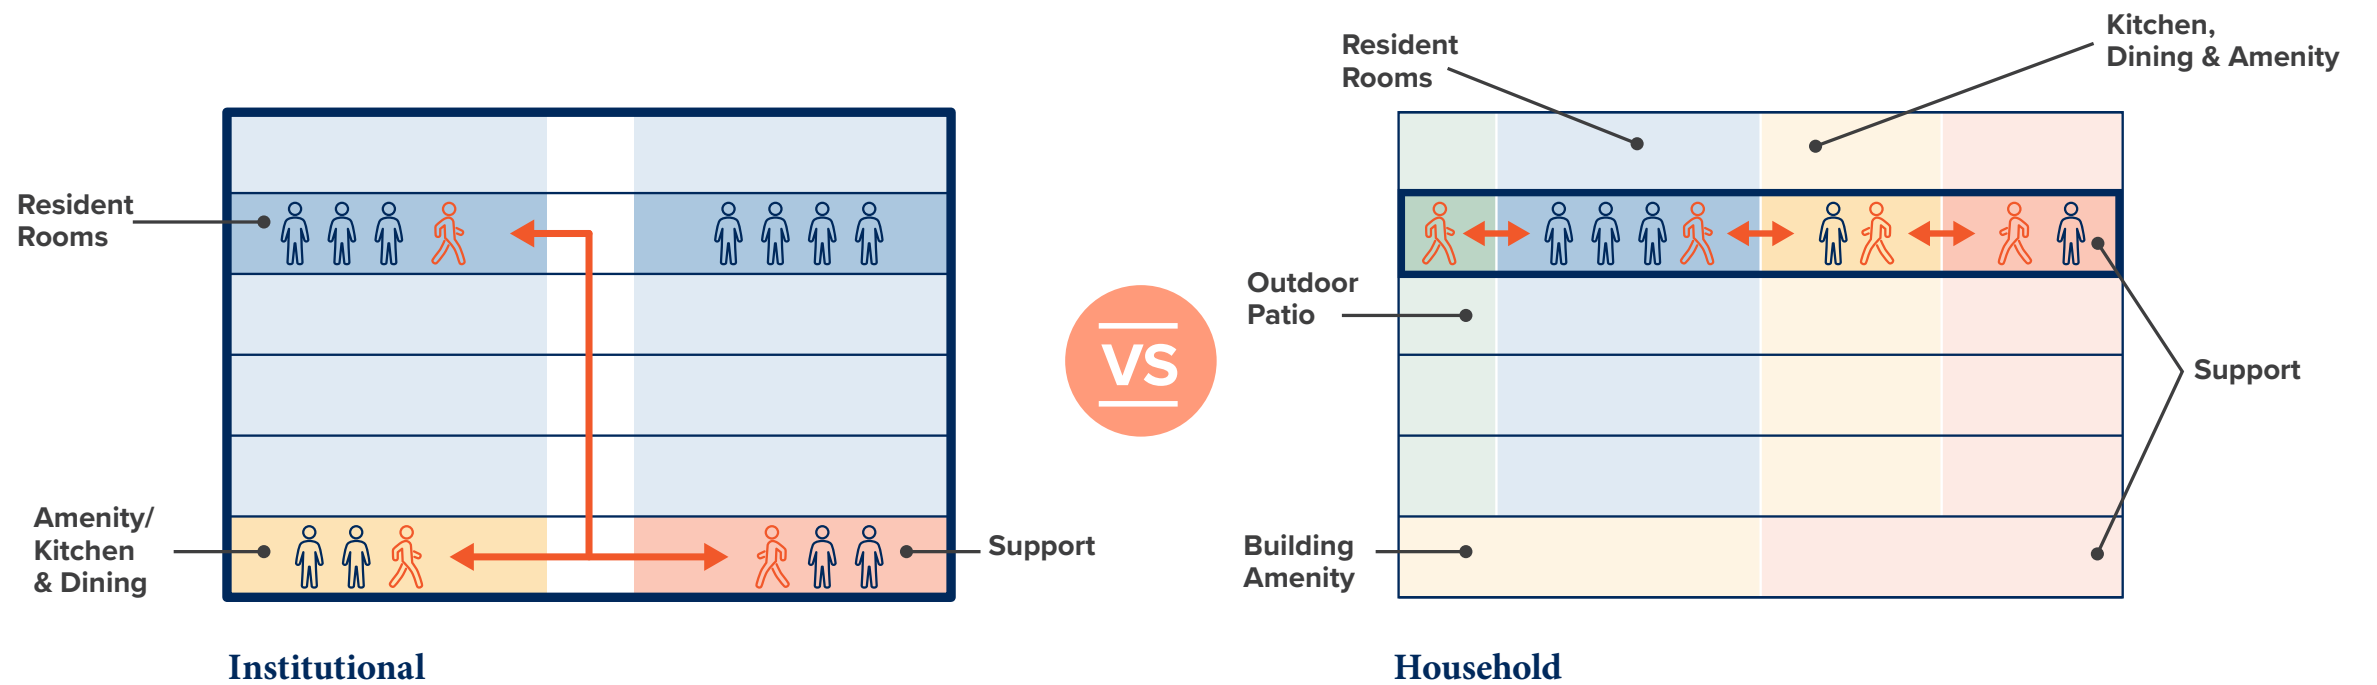 Resident
Rooms
Amenity/
Kitchen
& Dining
Support
Institutional
VS
Resident
Rooms
Kitchen,
Dining & Amenity
Outdoor
Patio
Support
Building
Amenity
Household